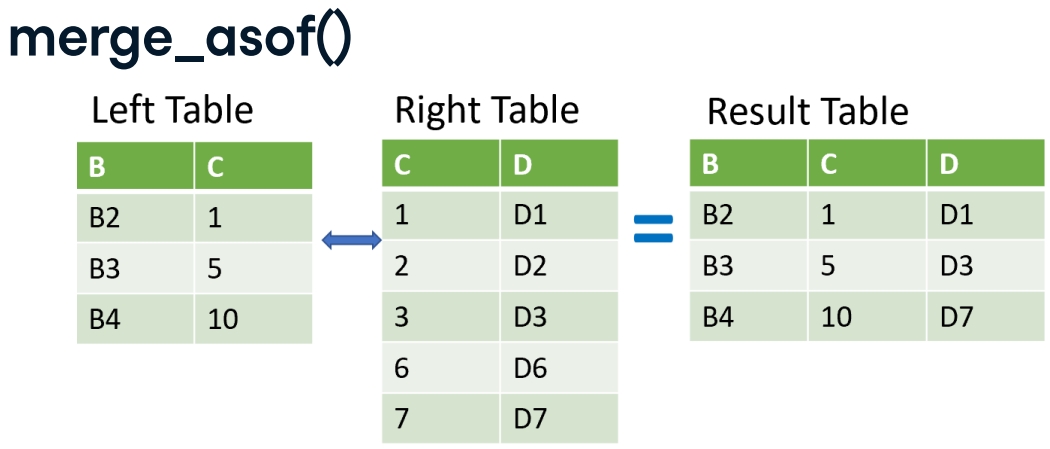 merge_asof()
Left Table
B C
B2 1
B3 5
B4 10
Right Table
C D
1 D1
2 D2
3 D3
6 D6
7 D7
=
Result Table
B C D
B2 1 D1
B3 5 D3
B4 10 D7